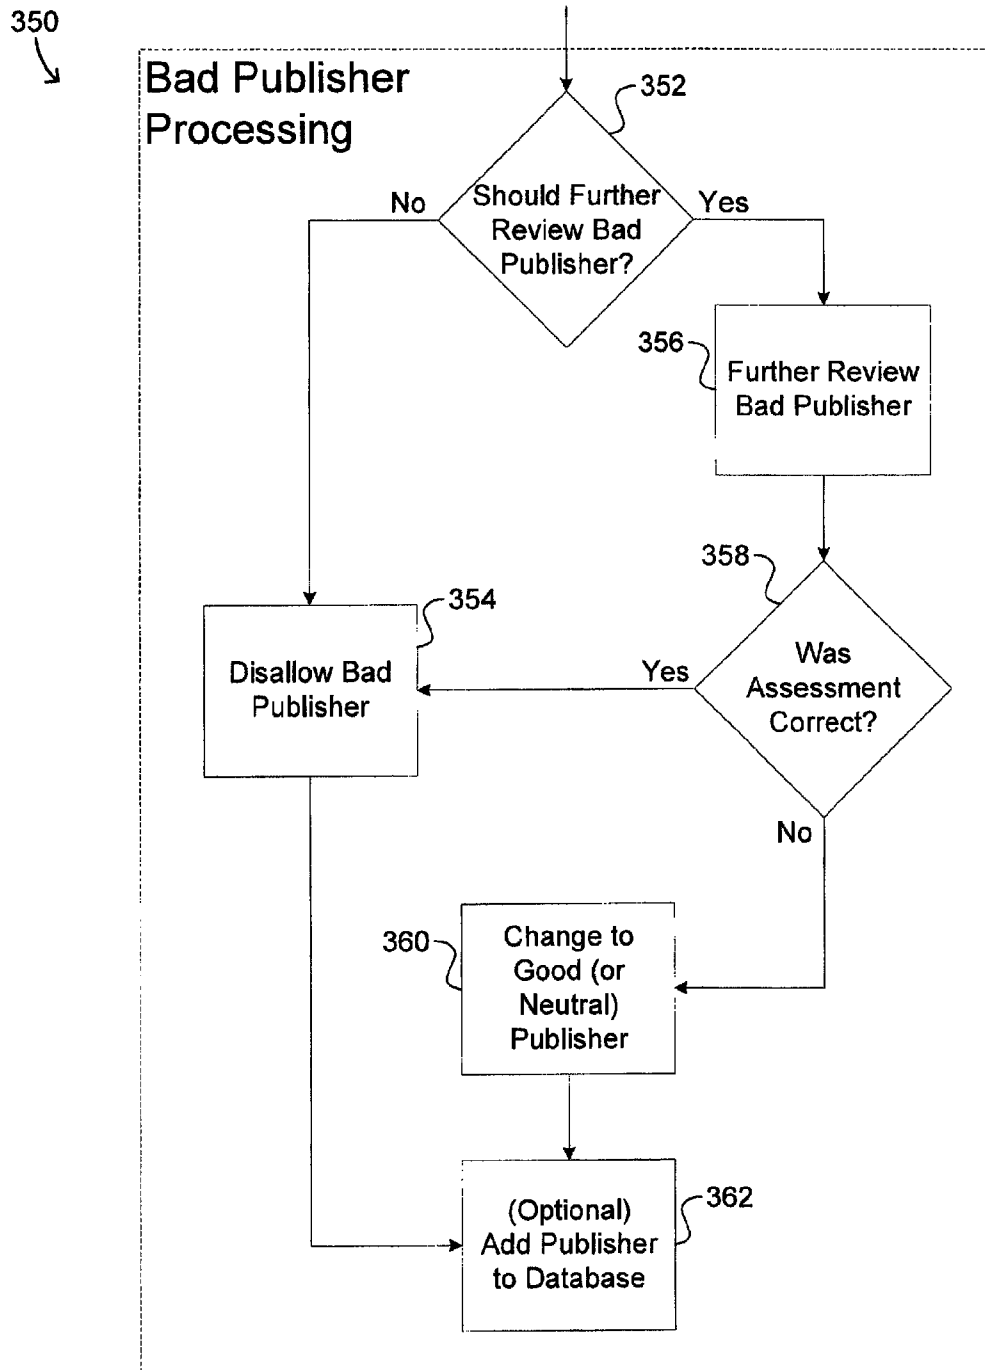 350
Bad Publisher
Processing
352
Should Further
Review Bad
Publisher?
No
Yes
356
Further Review
Bad Publisher
358
Was
Assessment
Correct?
Yes
No
354
Disallow Bad
Publisher
360
Change to
Good (or
Neutral)
Publisher
362
(Optional)
Add Publisher
to Database